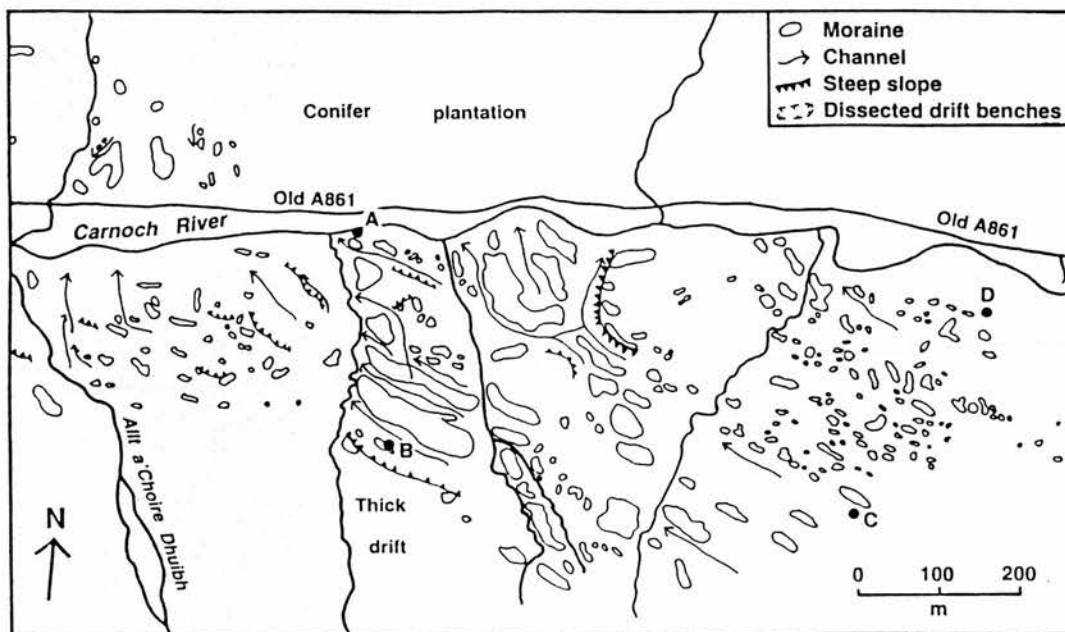 Moraine
Channel
Steep slope
Dissected drift benches
Conifer plantation
Old A861
Carnoch River
A
Old A861
D
B
Allt a'Choire Dhuibh
Thick
drift
C
N
0 100 200
m